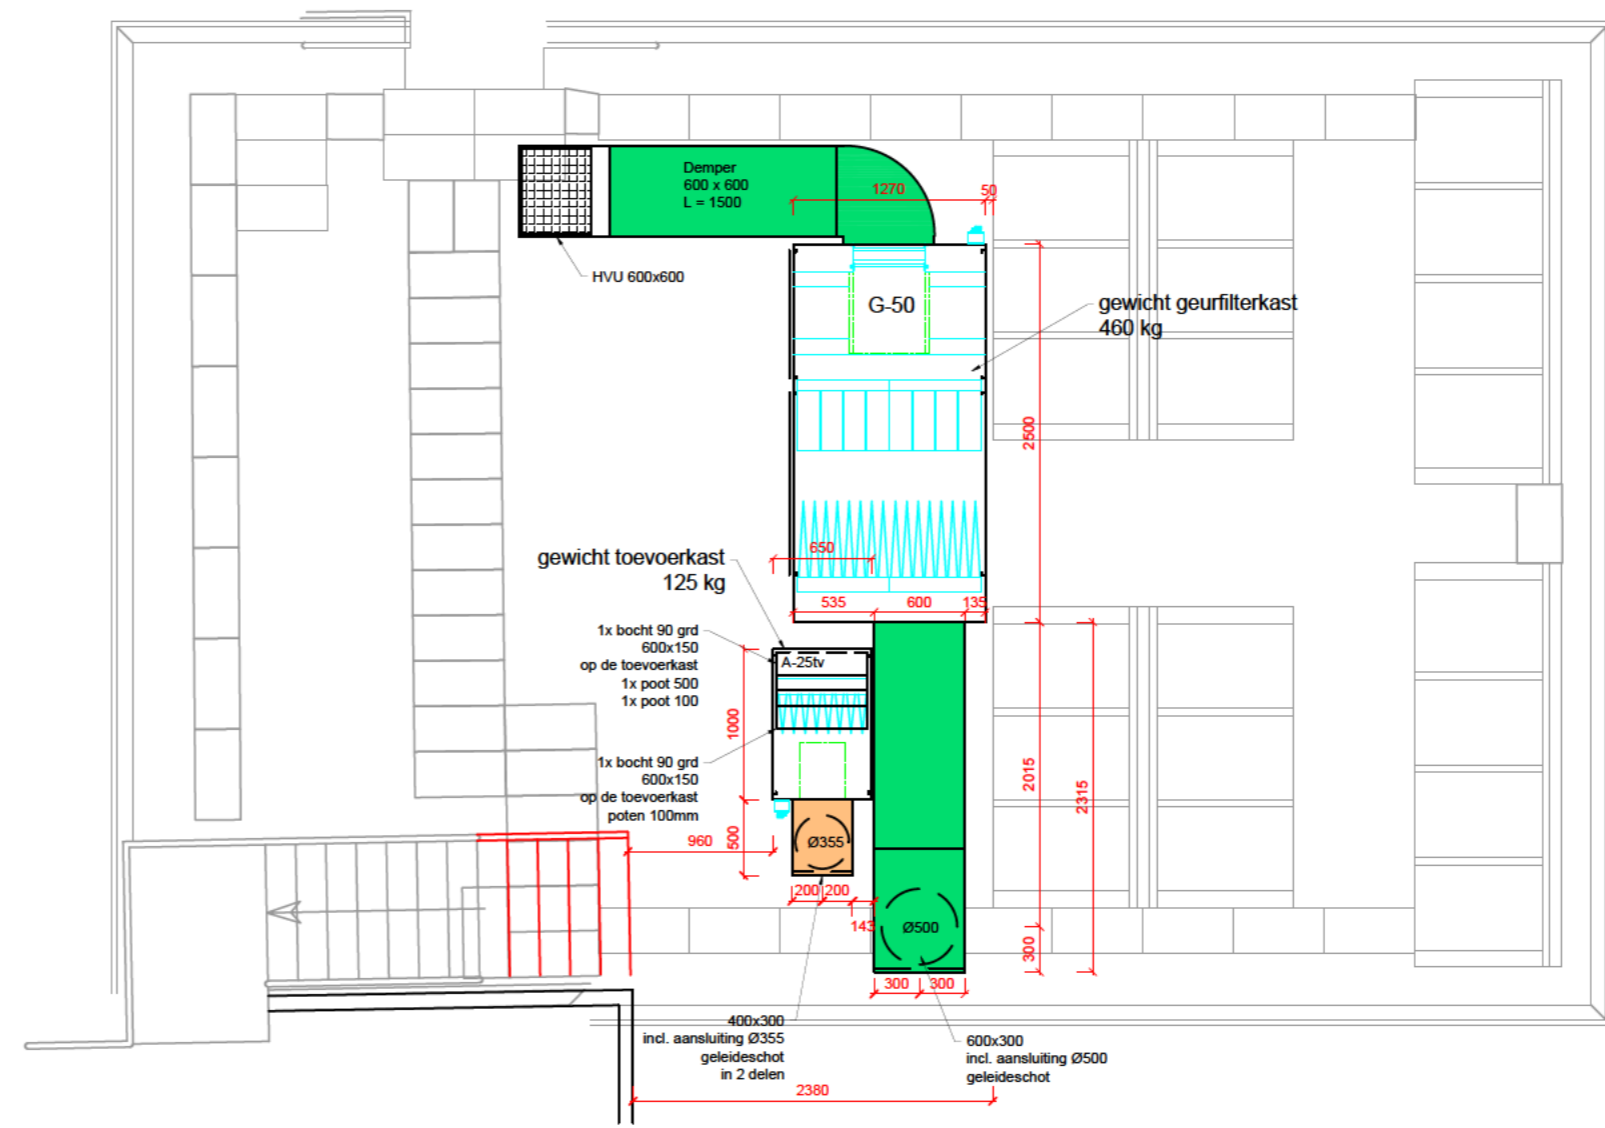 Demper
600 x 600
L = 1500
1270
50
HVU 600x600
G-50
gewicht geurfilterkast
460 kg
2500
650
gewicht toevoerkast
125 kg
535
600
135
1x bocht 90 grd
600x150
op de toevoerkast
1x poot 500
1x poot 100
A-25tv
1000
1x bocht 90 grd
600x150
op de toevoerkast
poten 100mm
2015
2315
960
500
Ø355
200
200
143
Ø500
300
300
300
400x300
incl. aansluiting Ø355
geleideschot
in 2 delen
600x300
incl. aansluiting Ø500
geleideschot
2380